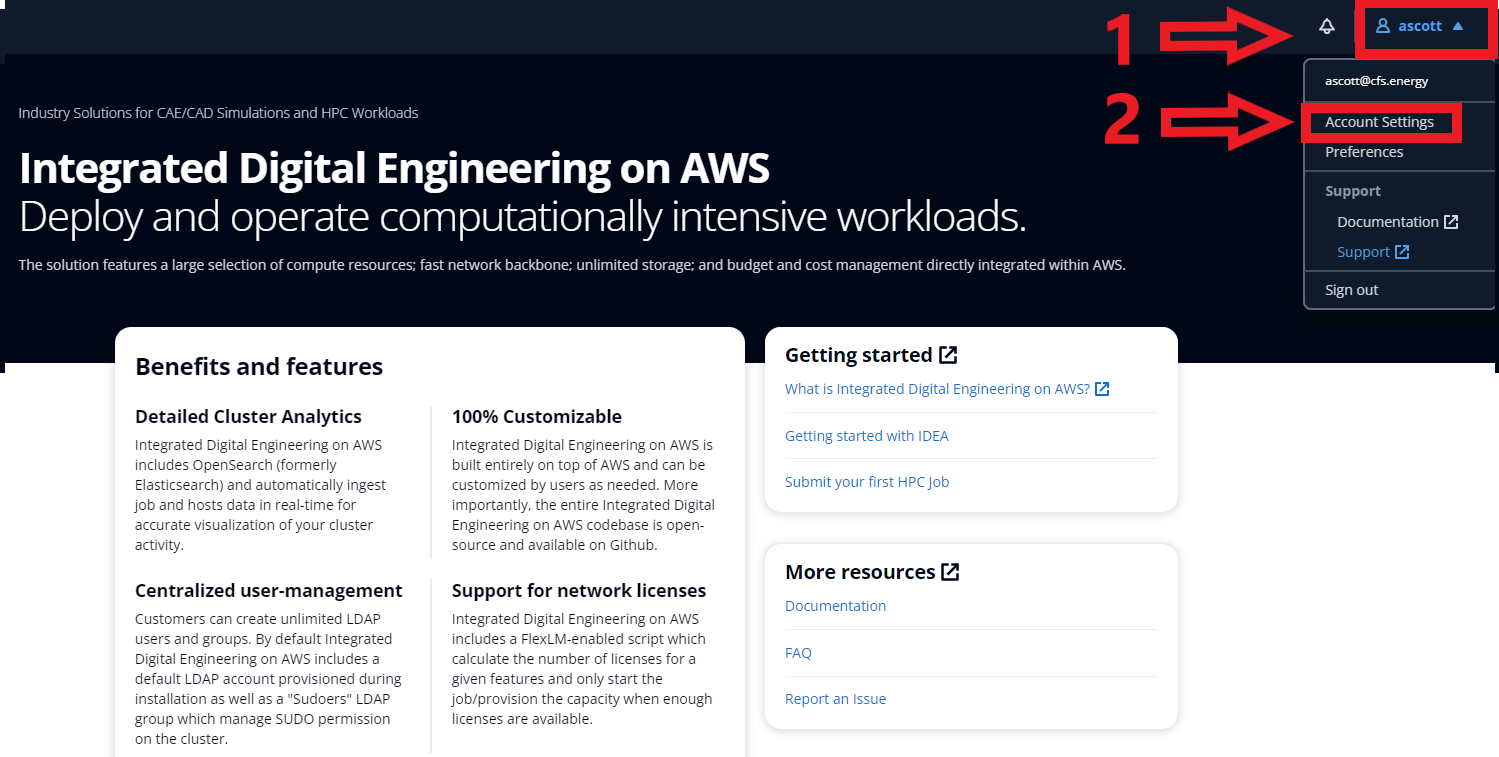 1
ascott
ascott@cfs.energy
2
Account Settings
Preferences
Support
Documentation
Support
Sign out
Industry Solutions for CAE/CAD Simulations and HPC Workloads
Integrated Digital Engineering on AWS
Deploy and operate computationally intensive workloads.
The solution features a large selection of compute resources; fast network backbone; unlimited storage; and budget and cost management directly integrated within AWS.
Benefits and features
Detailed Cluster Analytics
Integrated Digital Engineering on AWS
includes OpenSearch (formerly
Elasticsearch) and automatically ingest
job and hosts data in real-time for
accurate visualization of your cluster
activity.
100% Customizable
Integrated Digital Engineering on AWS is
built entirely on top of AWS and can be
customized by users as needed. More
importantly, the entire Integrated Digital
Engineering on AWS codebase is open-
source and available on Github.
Centralized user-management
Customers can create unlimited LDAP
users and groups. By default Integrated
Digital Engineering on AWS includes a
default LDAP account provisioned during
installation as well as a "Sudoers" LDAP
group which manage SUDO permission
on the cluster.
Support for network licenses
Integrated Digital Engineering on AWS
includes a FlexLM-enabled script which
calculate the number of licenses for a
given features and only start the
job/provision the capacity when enough
licenses are available.
Getting started
What is Integrated Digital Engineering on AWS?
Getting started with IDEA
Submit your first HPC Job
More resources
Documentation
FAQ
Report an Issue